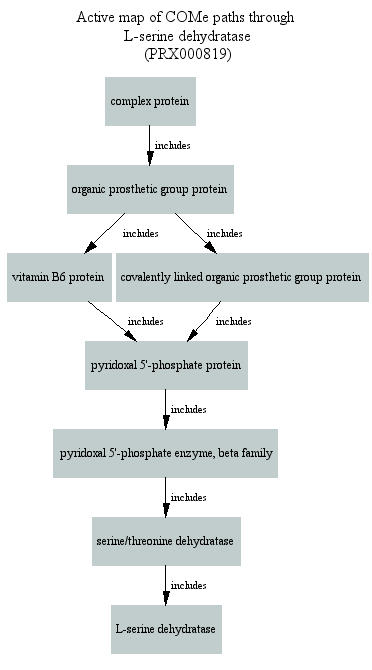 Active map of COMe paths through
L-serine dehydratase
(PRX000819)
complex protein
includes
organic prosthetic group protein
includes includes
vitamin B6 protein covalently linked organic prosthetic group protein
includes includes
pyridoxal 5'-phosphate protein
includes
pyridoxal 5'-phosphate enzyme, beta family
includes
serine/threonine dehydratase
includes
L-serine dehydratase